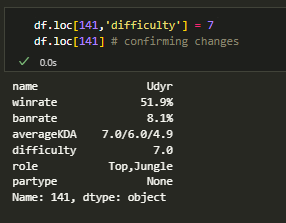 df.loc[141,'difficulty'] = 7
df.loc[141] # confirming changes
✓ 0.0s
name Udyr
winrate 51.9%
banrate 8.1%
averageKDA 7.0/6.0/4.9
difficulty 7.0
role Top,Jungle
partype None
Name: 141, dtype: object